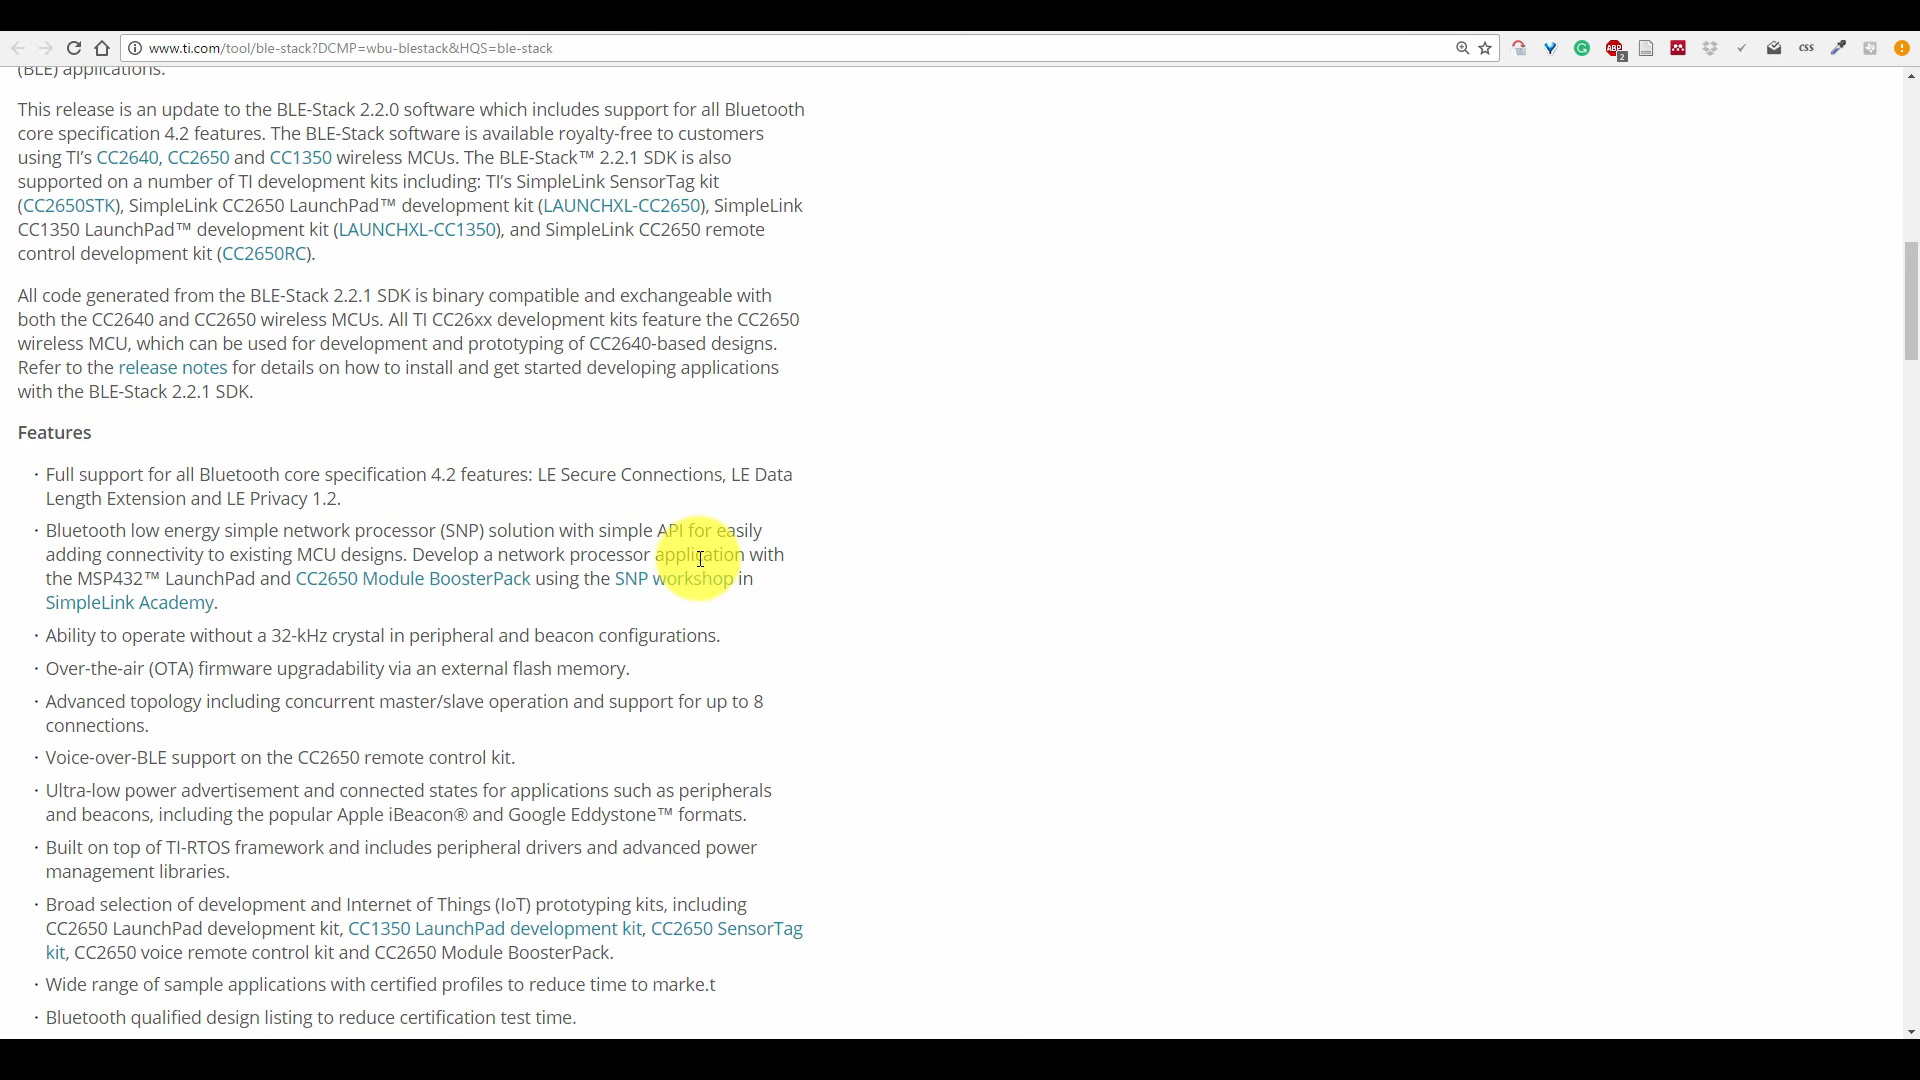 www.ti.com/tool/ble-stack?DCMP=wbu-blestack&HQS=ble-stack
ABP
2
CSS
(BLE) applications.
This release is an update to the BLE-Stack 2.2.0 software which includes support for all Bluetooth
core specification 4.2 features. The BLE-Stack software is available royalty-free to customers
using TI’s CC2640, CC2650 and CC1350 wireless MCUs. The BLE-Stack™ 2.2.1 SDK is also
supported on a number of TI development kits including: TI’s SimpleLink SensorTag kit
(CC2650STK), SimpleLink CC2650 LaunchPad™ development kit (LAUNCHXL-CC2650), SimpleLink
CC1350 LaunchPad™ development kit (LAUNCHXL-CC1350), and SimpleLink CC2650 remote
control development kit (CC2650RC).
All code generated from the BLE-Stack 2.2.1 SDK is binary compatible and exchangeable with
both the CC2640 and CC2650 wireless MCUs. All TI CC26xx development kits feature the CC2650
wireless MCU, which can be used for development and prototyping of CC2640-based designs.
Refer to the release notes for details on how to install and get started developing applications
with the BLE-Stack 2.2.1 SDK.
Features
· Full support for all Bluetooth core specification 4.2 features: LE Secure Connections, LE Data
Length Extension and LE Privacy 1.2.
· Bluetooth low energy simple network processor (SNP) solution with simple API for easily
adding connectivity to existing MCU designs. Develop a network processor application with
the MSP432™ LaunchPad and CC2650 Module BoosterPack using the SNP workshop in
SimpleLink Academy.
· Ability to operate without a 32-kHz crystal in peripheral and beacon configurations.
· Over-the-air (OTA) firmware upgradability via an external flash memory.
· Advanced topology including concurrent master/slave operation and support for up to 8
connections.
· Voice-over-BLE support on the CC2650 remote control kit.
· Ultra-low power advertisement and connected states for applications such as peripherals
and beacons, including the popular Apple iBeacon® and Google Eddystone™ formats.
· Built on top of TI-RTOS framework and includes peripheral drivers and advanced power
management libraries.
· Broad selection of development and Internet of Things (IoT) prototyping kits, including
CC2650 LaunchPad development kit, CC1350 LaunchPad development kit, CC2650 SensorTag
kit, CC2650 voice remote control kit and CC2650 Module BoosterPack.
· Wide range of sample applications with certified profiles to reduce time to marke.t
· Bluetooth qualified design listing to reduce certification test time.